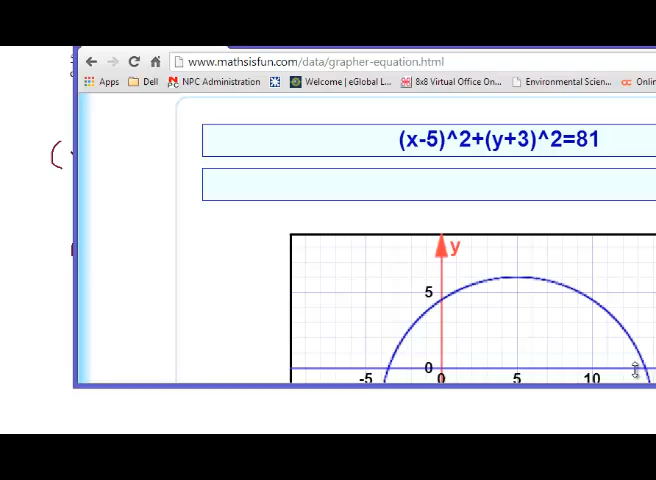 www.mathsisfun.com/data/grapher-equation.html
Apps Dell NPC Administration Welcome | eGlobal L... 8x8 Virtual Office On... Environmental Scien... Onlin
(x-5)^2+(y+3)^2=81
y
5
0
-5 0 5 10
(